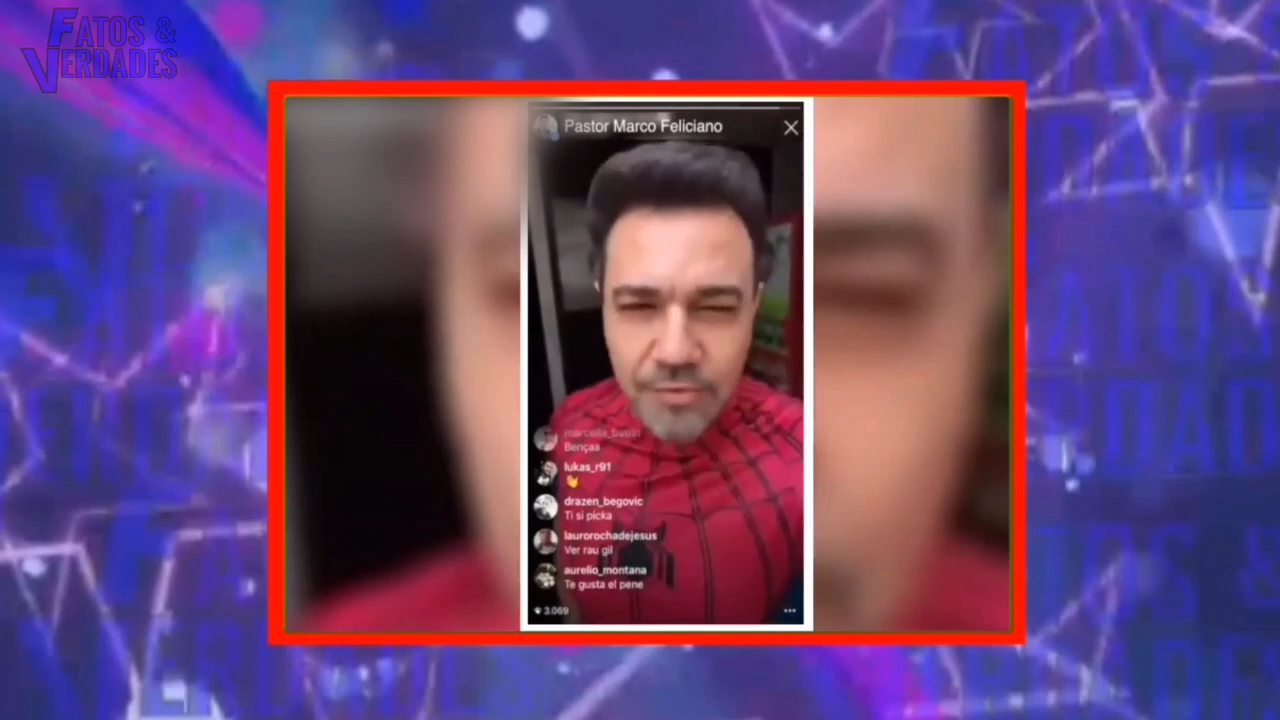 FATOS &
VERDADES
Pastor Marco Feliciano
marcella_batist
Bençaa
lukas_r91
drazen_begovic
Ti si picka
laurorochadejesus
Ver rau gil
aurelio_montana
Te gusta el pene
3.069